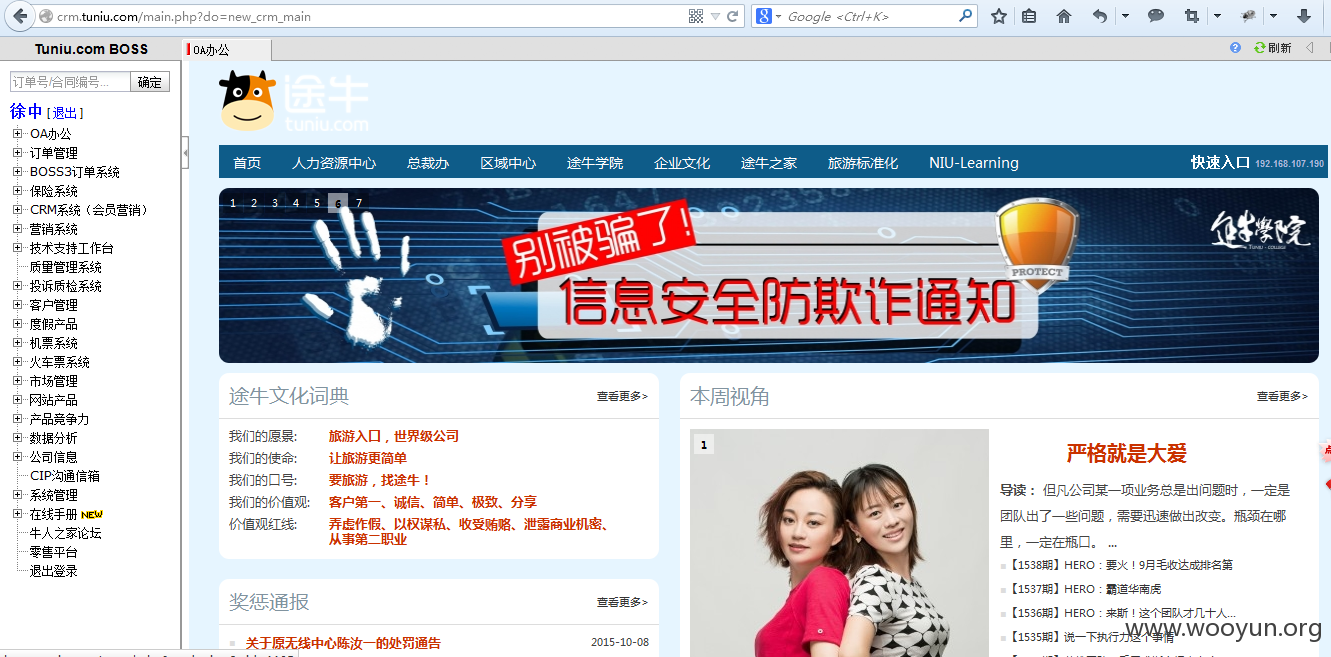 crm.tuniu.com/main.php?do=new_crm_main
Google <Ctrl+K>
Tuniu.com BOSS
OA办公
刷新
订单号/合同编号...
确定
徐中 [ 退出 ]
OA办公
订单管理
BOSS3订单系统
保险系统
CRM系统（会员营销）
营销系统
技术支持工作台
质量管理系统
投诉质检系统
客户管理
度假产品
机票系统
火车票系统
市场管理
网站产品
产品竞争力
数据分析
公司信息
CIP沟通信箱
系统管理
在线手册 NEW
牛人之家论坛
零售平台
退出登录
途牛
tuniu.com
首页 人力资源中心 总裁办 区域中心 途牛学院 企业文化 途牛之家 旅游标准化 NIU-Learning 快速入口 192.168.107.190
1 2 3 4 5 6 7
别被骗了!
信息安全防欺诈通知
PROTECT
途牛學院
TUNIU - COLLEGE
途牛文化词典 查看更多>
我们的愿景: 旅游入口，世界级公司
我们的使命: 让旅游更简单
我们的口号: 要旅游，找途牛！
我们的价值观: 客户第一、诚信、简单、极致、分享
价值观红线: 弄虚作假、以权谋私、收受贿赂、泄露商业机密、
从事第二职业
奖惩通报 查看更多>
关于原无线中心陈汝一的处罚通告 2015-10-08
本周视角 查看更多>
1
严格就是大爱
导读： 但凡公司某一项业务总是出问题时，一定是
团队出了一些问题，需要迅速做出改变。瓶颈在哪
里，一定在瓶口。 ...
【1538期】HERO：要火！9月毛收达成排名第
【1537期】HERO：霸道华南虎
【1536期】HERO：来斯！这个团队才几十人...
【1535期】说一下执行力这个事情
www.wooyun.org